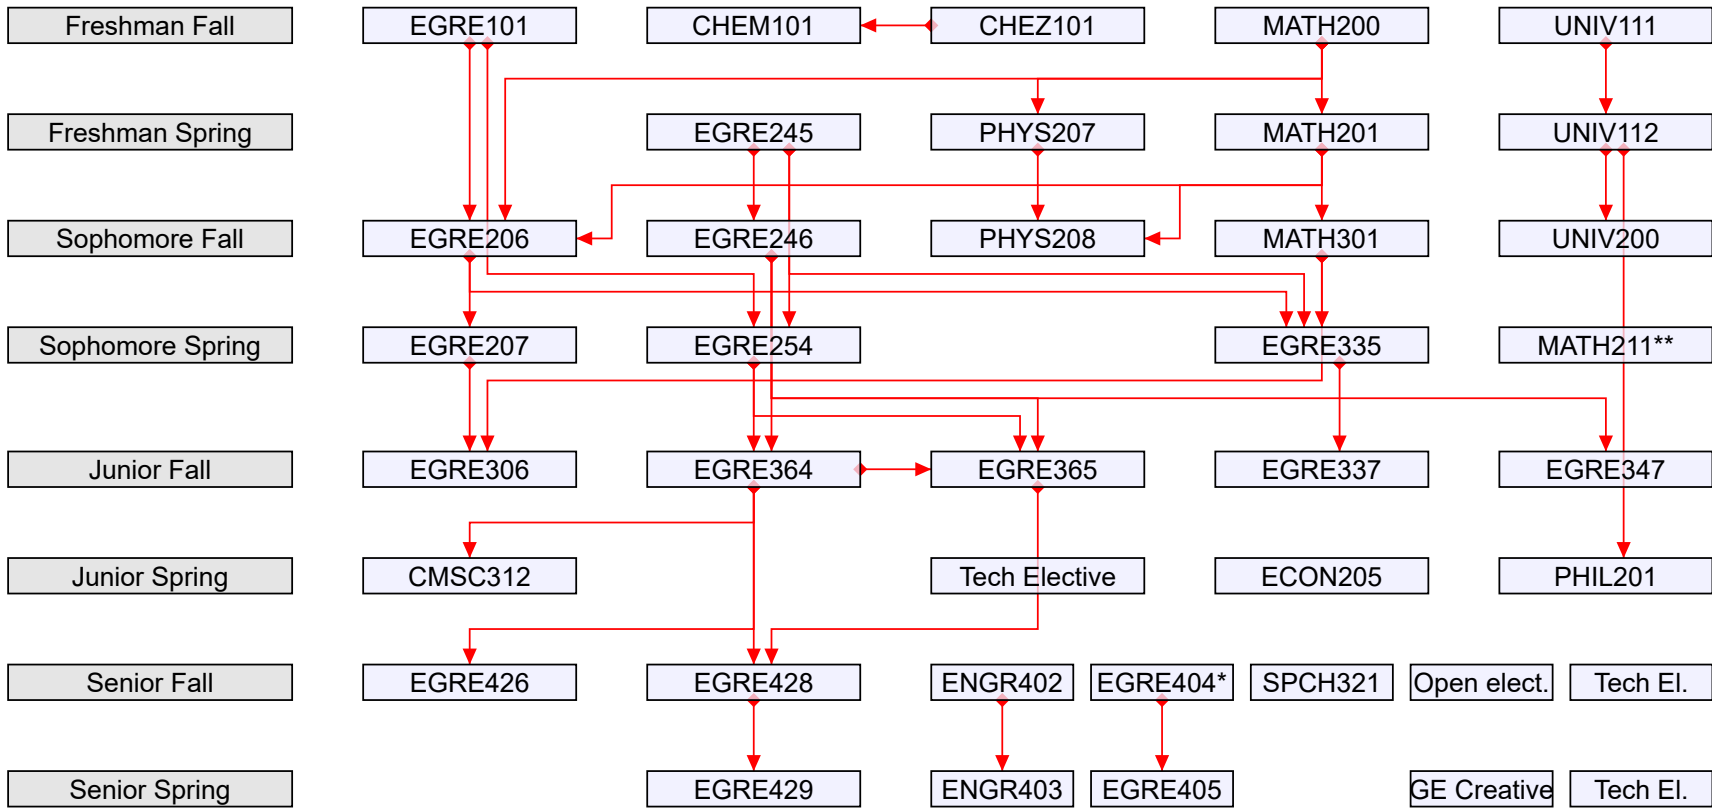 Freshman Fall EGRE101 CHEM101 CHEZ101 MATH200 UNIV111
Freshman Spring EGRE245 PHYS207 MATH201 UNIV112
Sophomore Fall EGRE206 EGRE246 PHYS208 MATH301 UNIV200
Sophomore Spring EGRE207 EGRE254 EGRE335 MATH211**
Junior Fall EGRE306 EGRE364 EGRE365 EGRE337 EGRE347
Junior Spring CMSC312 Tech Elective ECON205 PHIL201
Senior Fall EGRE426 EGRE428 ENGR402 EGRE404* SPCH321 Open elect. Tech El.
Senior Spring EGRE429 ENGR403 EGRE405 GE Creative Tech El.